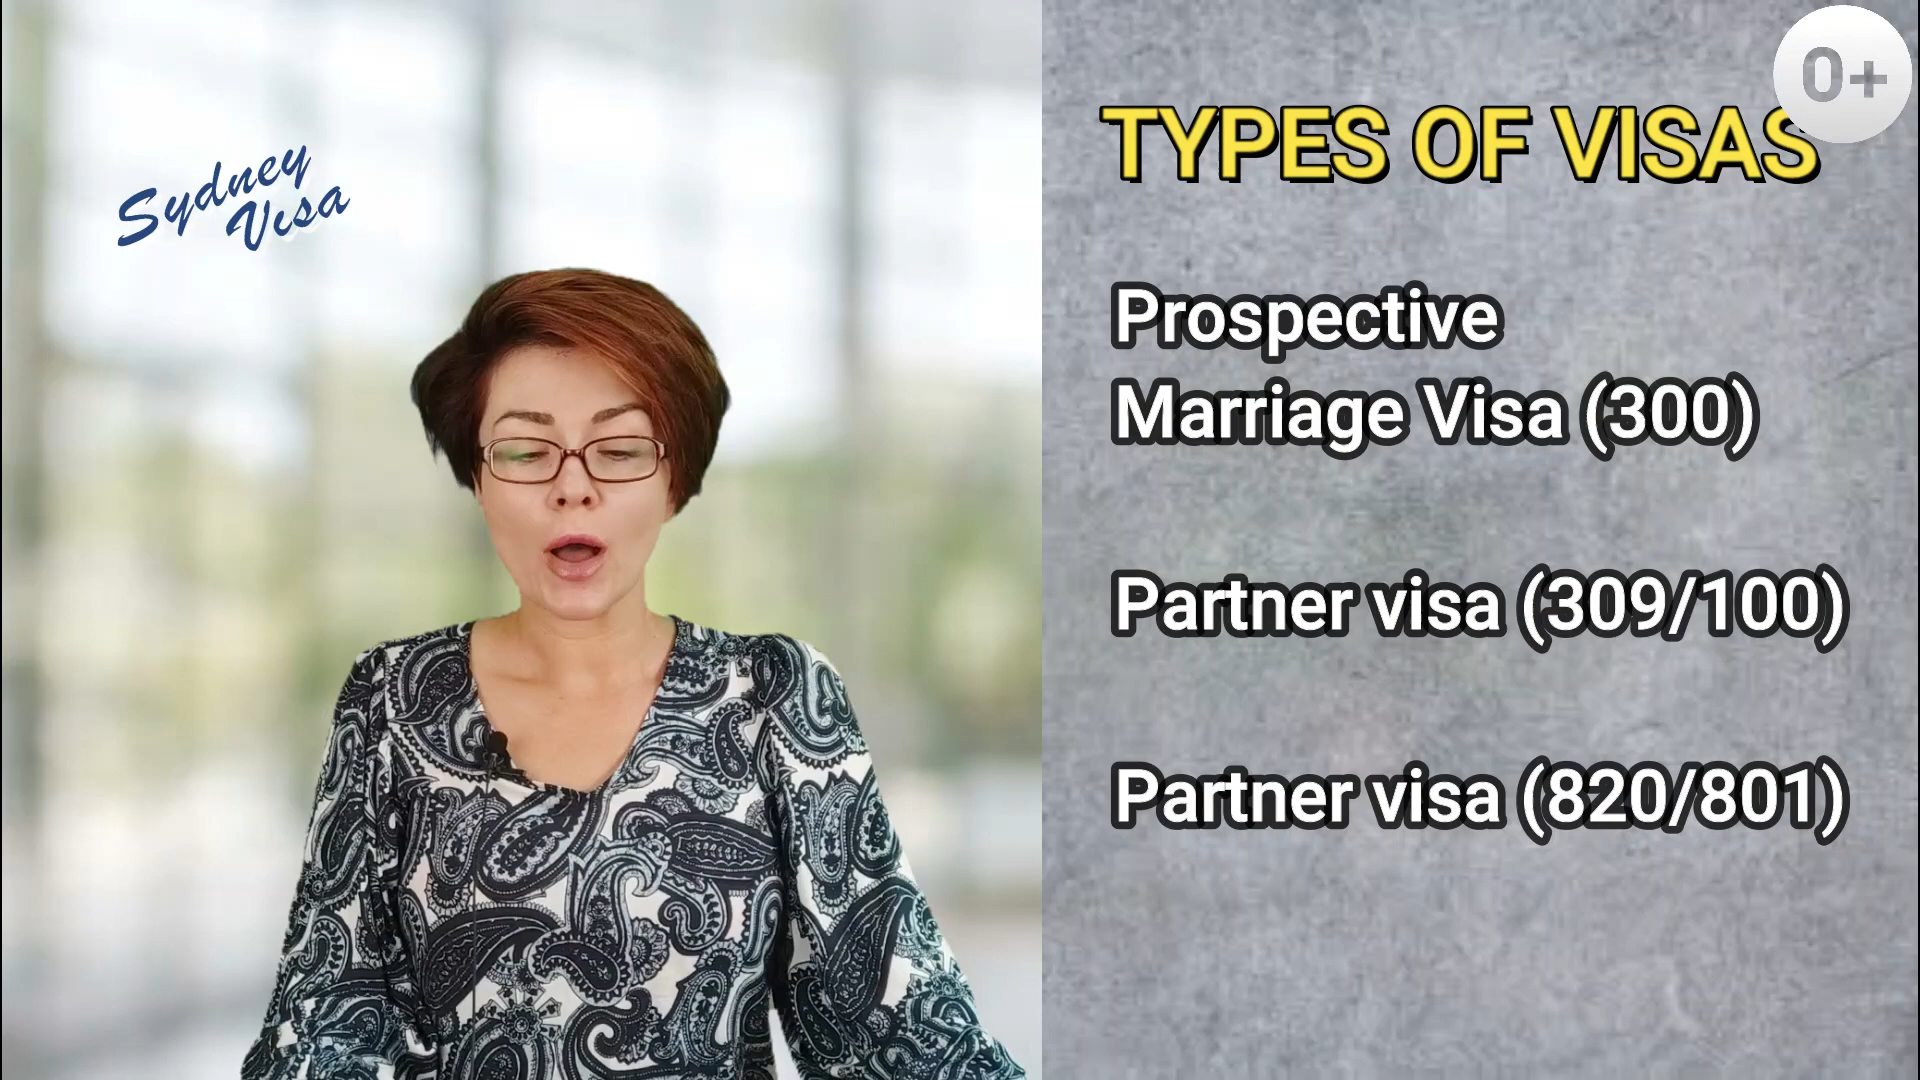 Sydney
Visa
0+
TYPES OF VISAS
Prospective
Marriage Visa (300)
Partner visa (309/100)
Partner visa (820/801)